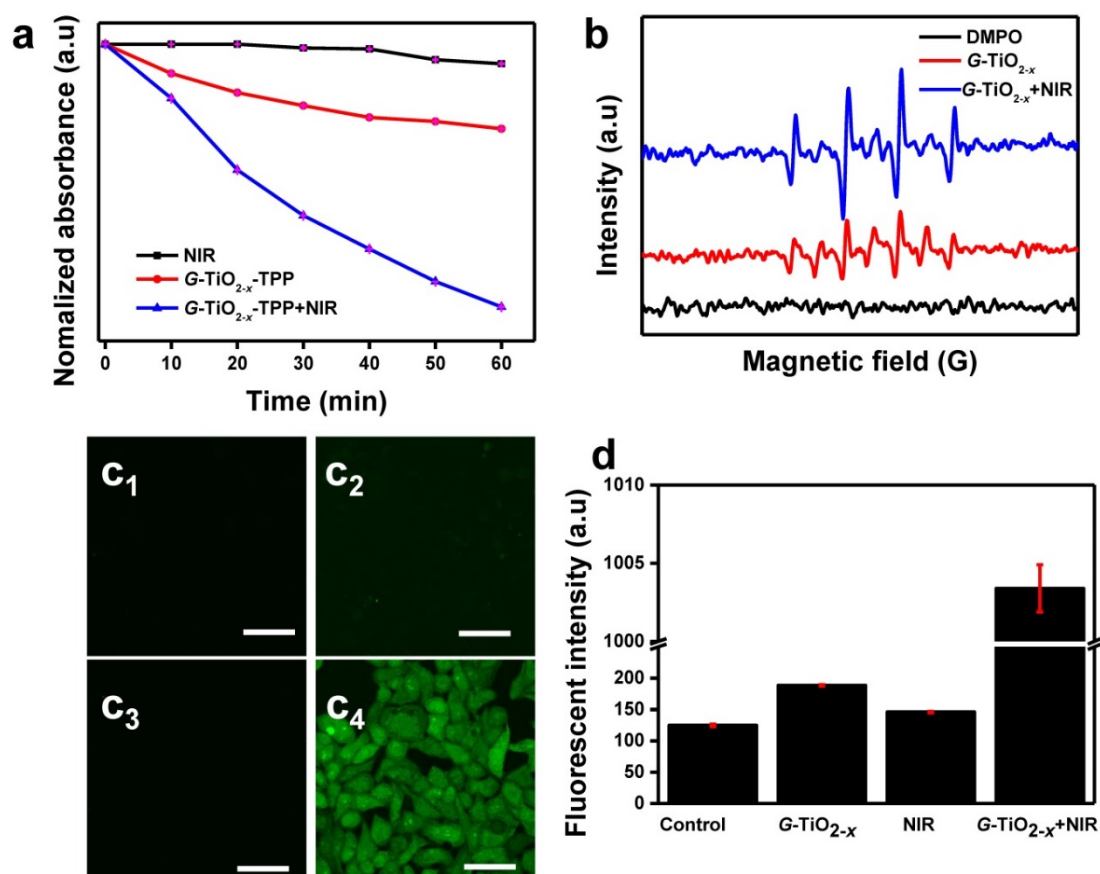 a
Nomalized absorbance (a.u)
NIR
G-TiO2-x-TPP
G-TiO2-x-TPP+NIR
0 10 20 30 40 50 60
Time (min)
b
Intensity (a.u)
DMPO
G-TiO2-x
G-TiO2-x+NIR
Magnetic field (G)
c1
c2
c3
c4
d
Fluorescent intensity (a.u)
1010
1005
1000
200
150
100
50
0
Control G-TiO2-x NIR G-TiO2-x+NIR